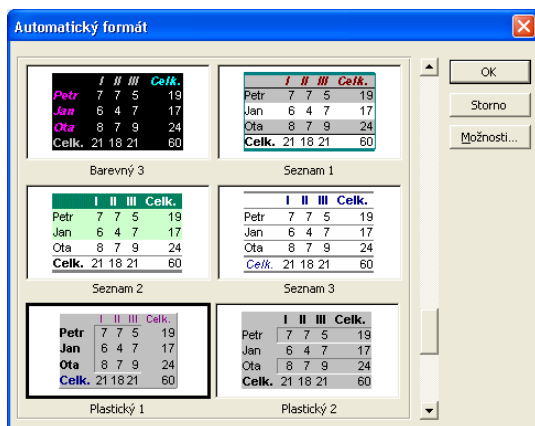 Automatický formát
I II III Celk.
Petr 7 7 5 19
Jan 6 4 7 17
Ota 8 7 9 24
Celk. 21 18 21 60
Barevný 3
I II III Celk.
Petr 7 7 5 19
Jan 6 4 7 17
Ota 8 7 9 24
Celk. 21 18 21 60
Seznam 1
I II III Celk.
Petr 7 7 5 19
Jan 6 4 7 17
Ota 8 7 9 24
Celk. 21 18 21 60
Seznam 2
I II III Celk.
Petr 7 7 5 19
Jan 6 4 7 17
Ota 8 7 9 24
Celk. 21 18 21 60
Seznam 3
I II III Celk.
Petr 7 7 5 19
Jan 6 4 7 17
Ota 8 7 9 24
Celk. 21 18 21 60
Plastický 1
I II III Celk.
Petr 7 7 5 19
Jan 6 4 7 17
Ota 8 7 9 24
Celk. 21 18 21 60
Plastický 2
OK
Storno
Možnosti...